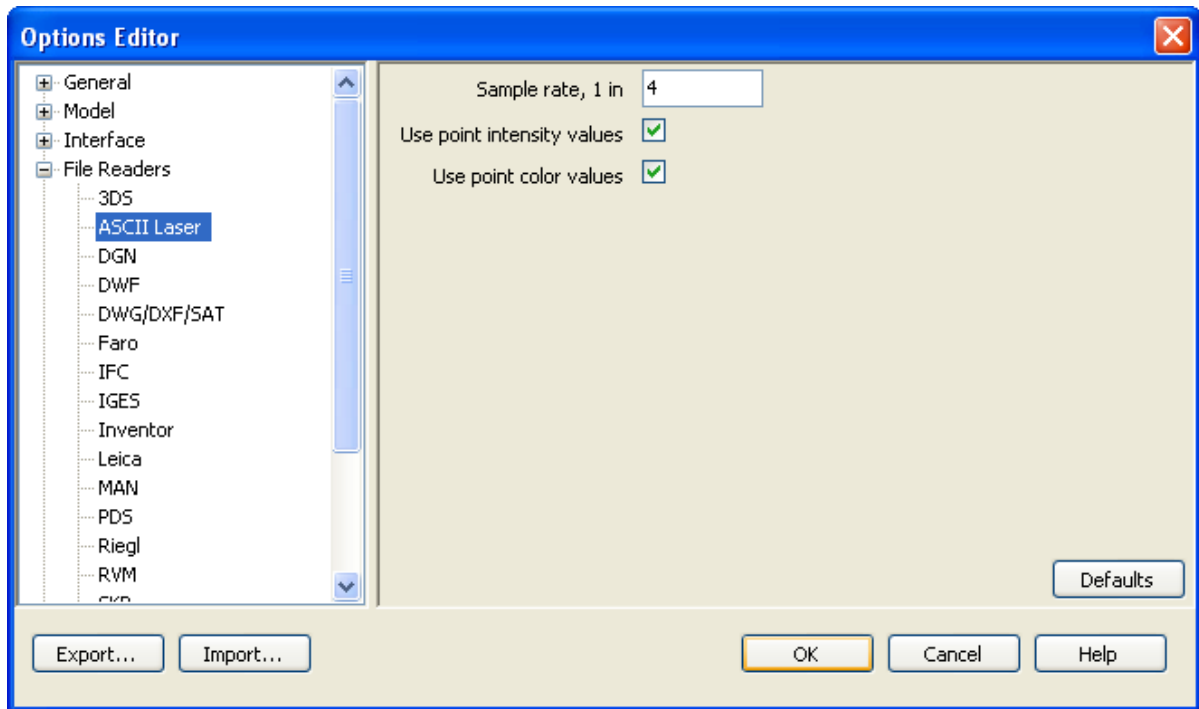 Options Editor
General
Model
Interface
File Readers
3DS
ASCII Laser
DGN
DWF
DWG/DXF/SAT
Faro
IFC
IGES
Inventor
Leica
MAN
PDS
Riegl
RVM
Sample rate, 1 in 4
Use point intensity values
Use point color values
Defaults
Export... Import... OK Cancel Help